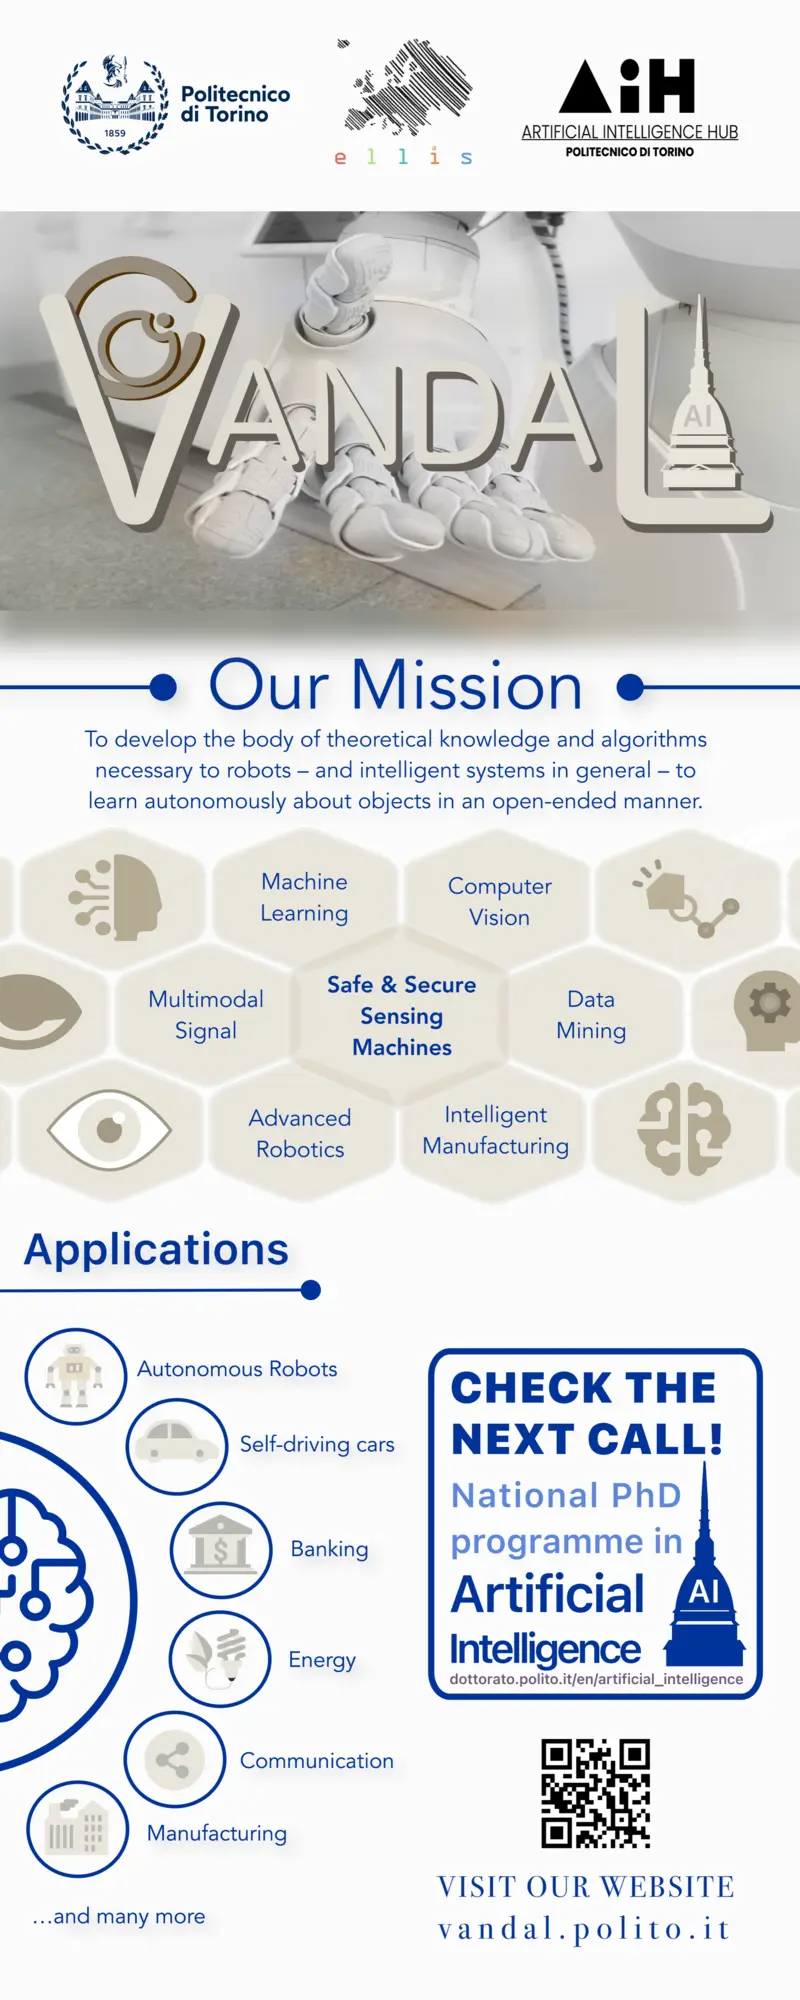 Politecnico
di Torino
1859
ellis
AiH
ARTIFICIAL INTELLIGENCE HUB
POLITECNICO DI TORINO
VANDAL
AI
Our Mission
To develop the body of theoretical knowledge and algorithms
necessary to robots – and intelligent systems in general – to
learn autonomously about objects in an open-ended manner.
Machine
Learning
Computer
Vision
Multimodal
Signal
Safe & Secure
Sensing
Machines
Data
Mining
Advanced
Robotics
Intelligent
Manufacturing
Applications
Autonomous Robots
Self-driving cars
$
Banking
Energy
Communication
Manufacturing
...and many more
CHECK THE
NEXT CALL!
National PhD
programme in
Artificial
AI
Intelligence
dottorato.polito.it/en/artificial_intelligence
VISIT OUR WEBSITE
vandal.polito.it